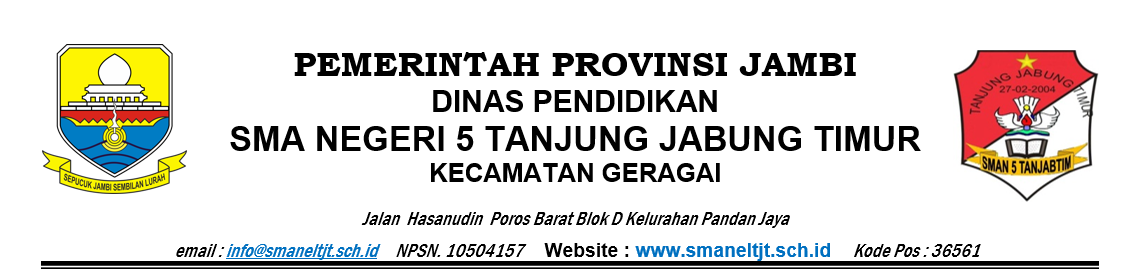 PEMERINTAH PROVINSI JAMBI
DINAS PENDIDIKAN
SMA NEGERI 5 TANJUNG JABUNG TIMUR
KECAMATAN GERAGAI
Jalan Hasanudin Poros Barat Blok D Kelurahan Pandan Jaya
email : info@smaneltjt.sch.id NPSN. 10504157 Website : www.smaneltjt.sch.id Kode Pos : 36561
SEPUCUK JAMBI SEMBILAN LURAH
TANJUNG JABUNG TIMUR
27-02-2004
SMAN 5 TANJABTIM